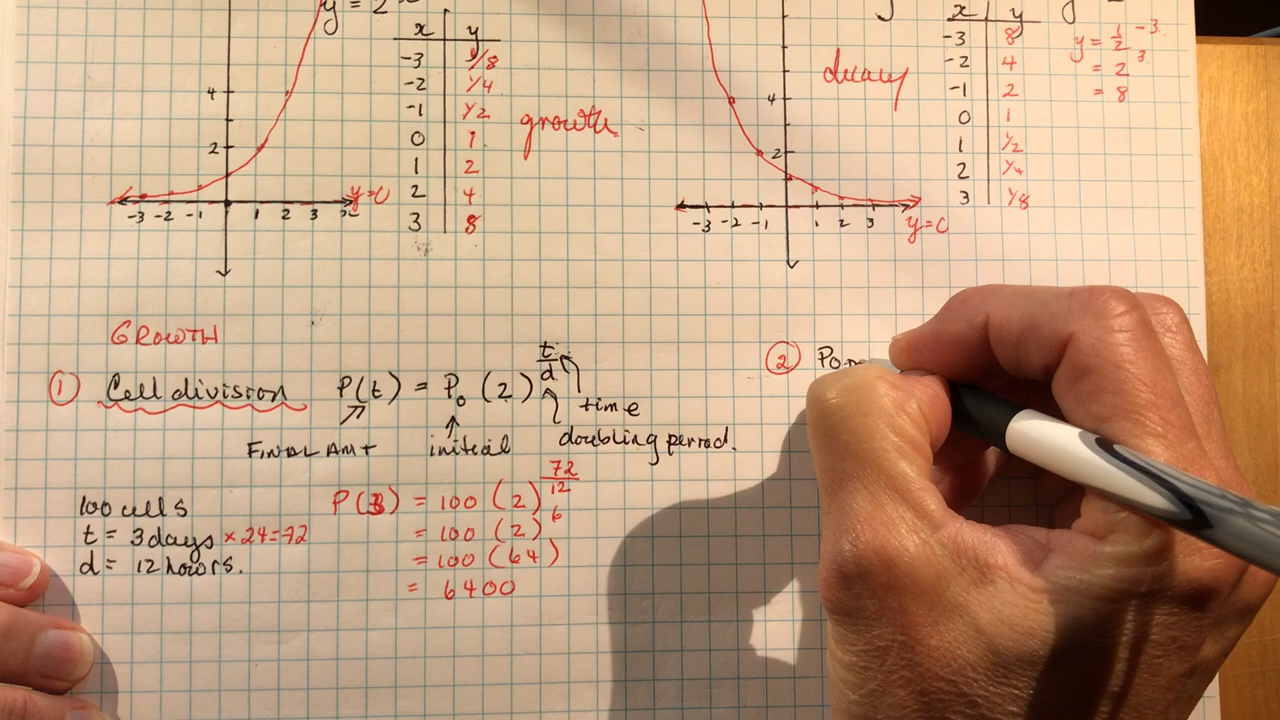 y = 2^x
x | y
-3 | 1/8
-2 | 1/4
-1 | 1/2
0 | 1
1 | 2
2 | 4
3 | 8
growth
4
2
-3 -2 -1 1 2 3
y=0
x | y
-3 | 8
-2 | 4
-1 | 2
0 | 1
1 | 1/2
2 | 1/4
3 | 1/8
y = 1/2^-3
= 2^3
= 8
decay
4
2
-3 -2 -1 1 2 3
y=0
GROWTH
① Cell division P(t) = P₀ (2)^t/d
time
FINAL AMT initial doubling period.
100 cells
t = 3 days × 24 = 72
d = 12 hours.
P(3) = 100 (2)^72/12
= 100 (2)^6
= 100 (64)
= 6400
②